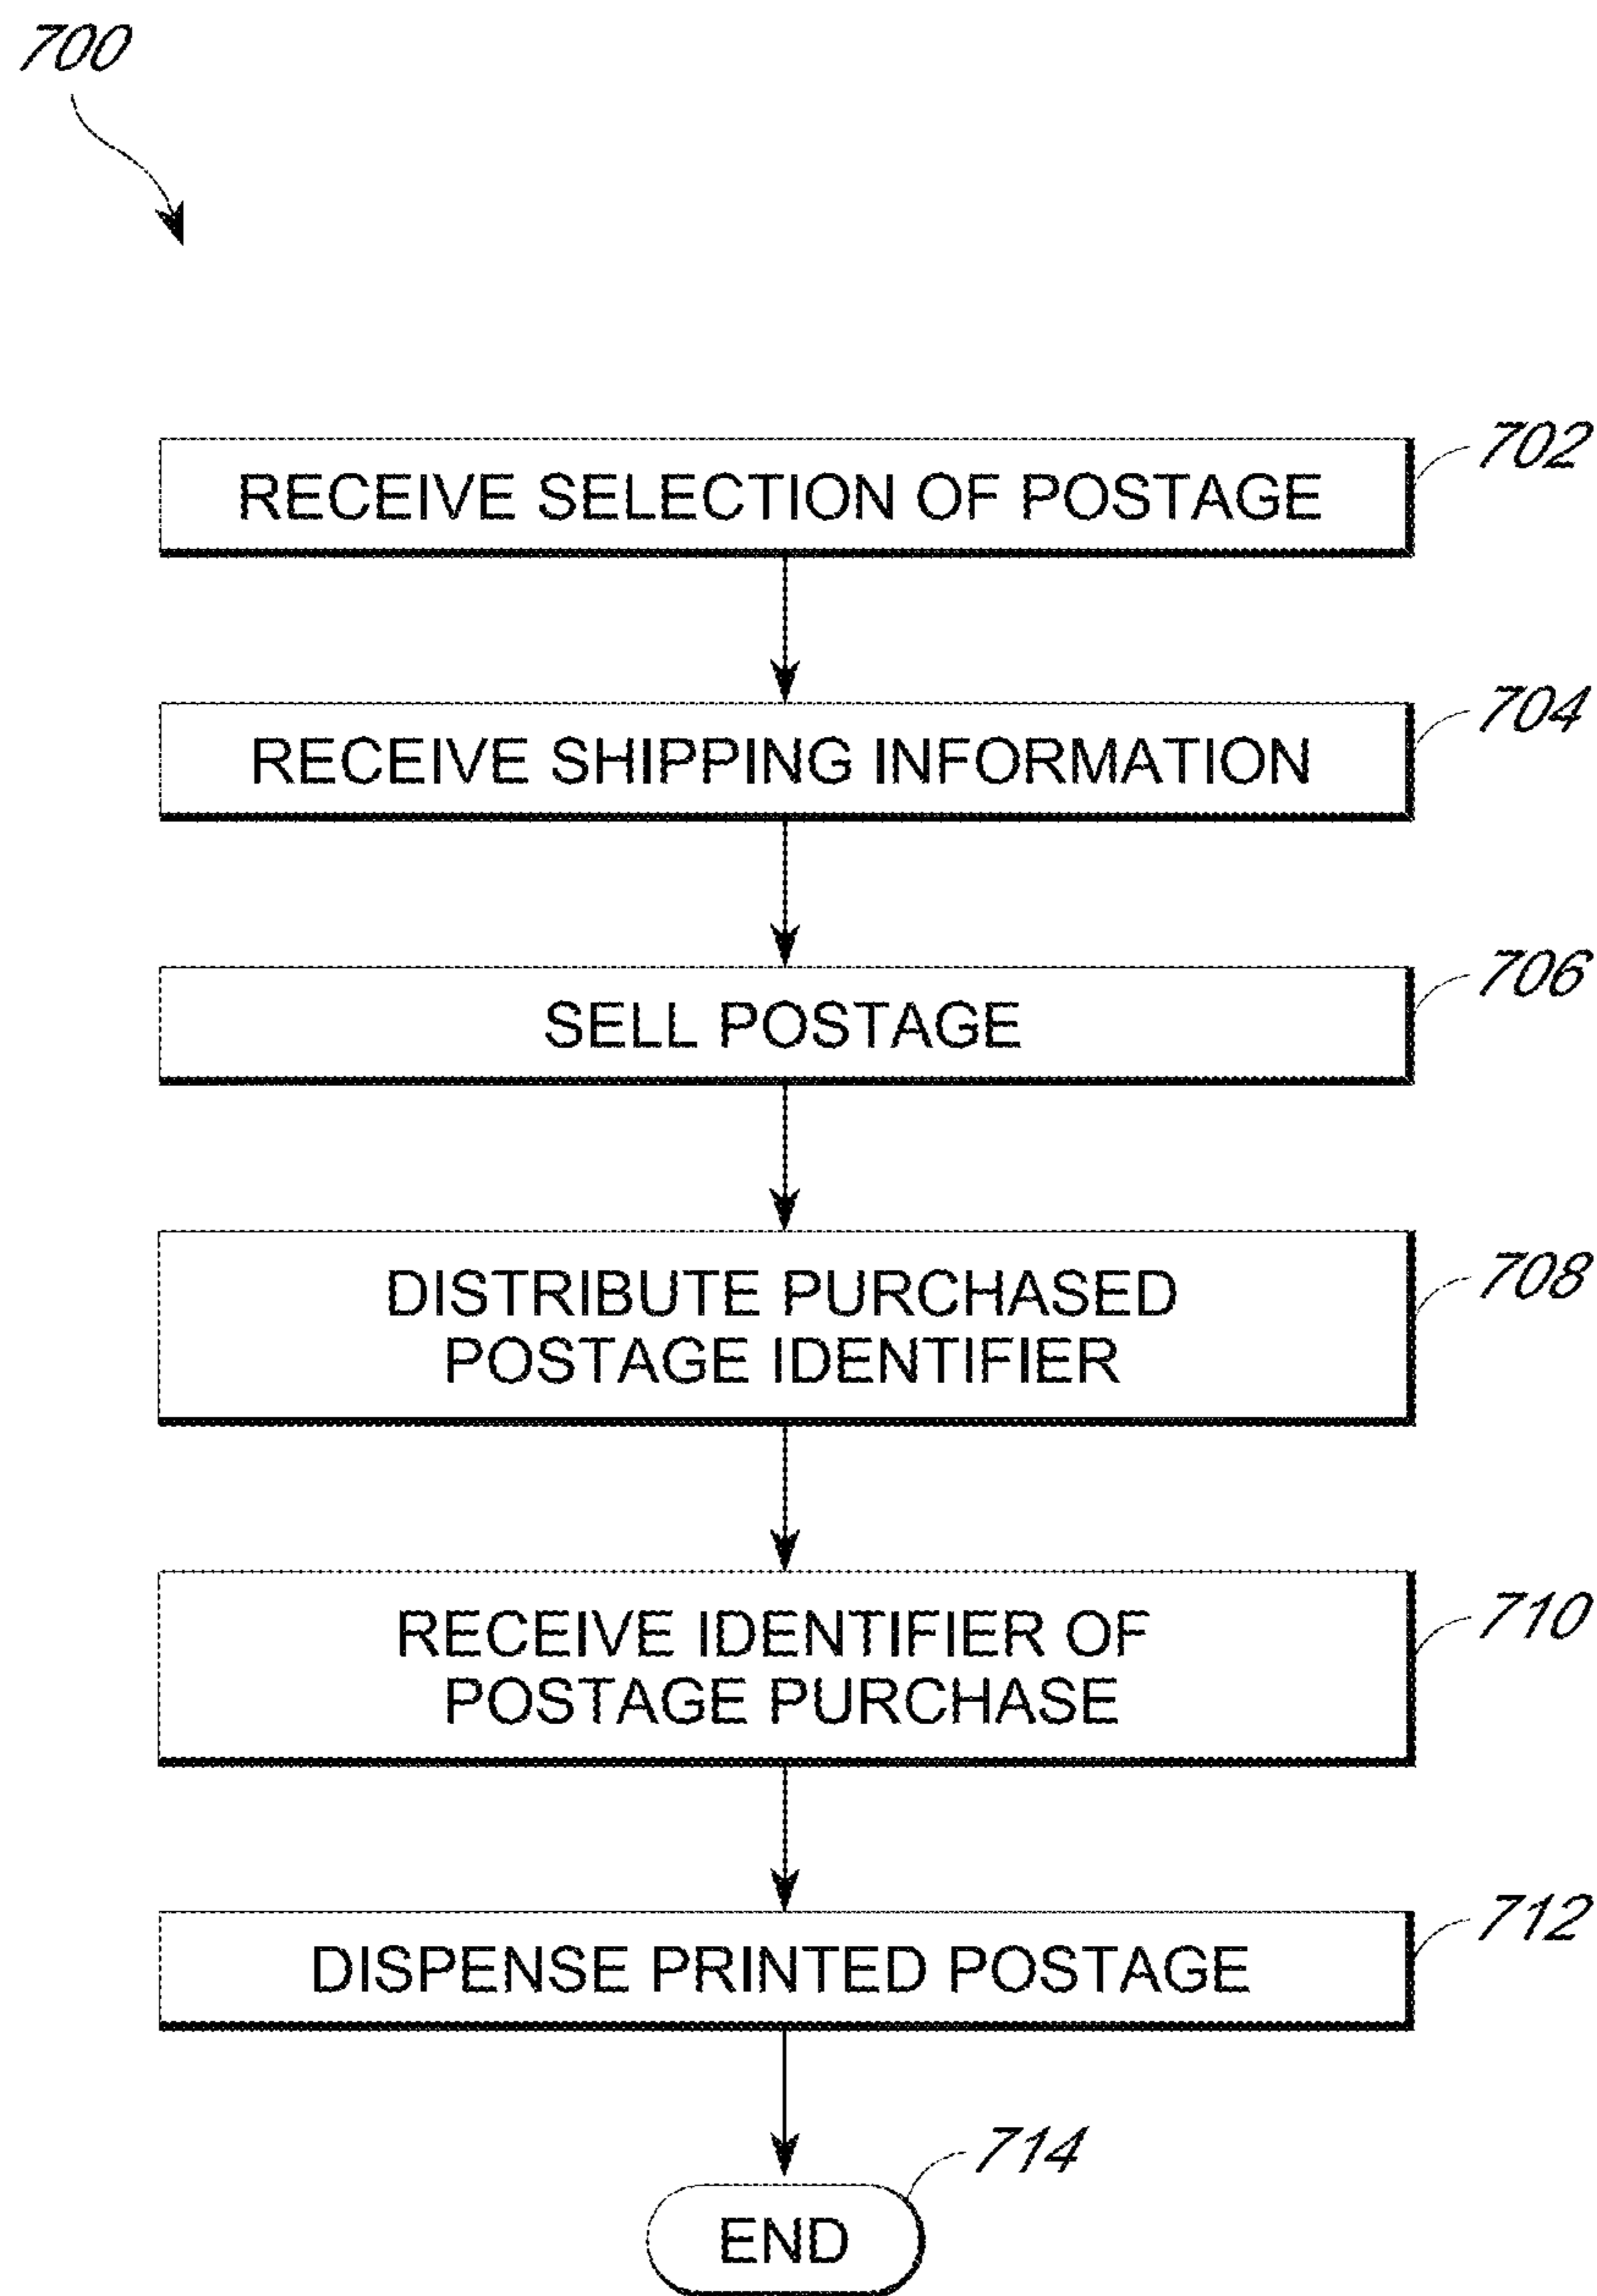 700
RECEIVE SELECTION OF POSTAGE
702
RECEIVE SHIPPING INFORMATION
704
SELL POSTAGE
706
DISTRIBUTE PURCHASED
POSTAGE IDENTIFIER
708
RECEIVE IDENTIFIER OF
POSTAGE PURCHASE
710
DISPENSE PRINTED POSTAGE
712
END
714